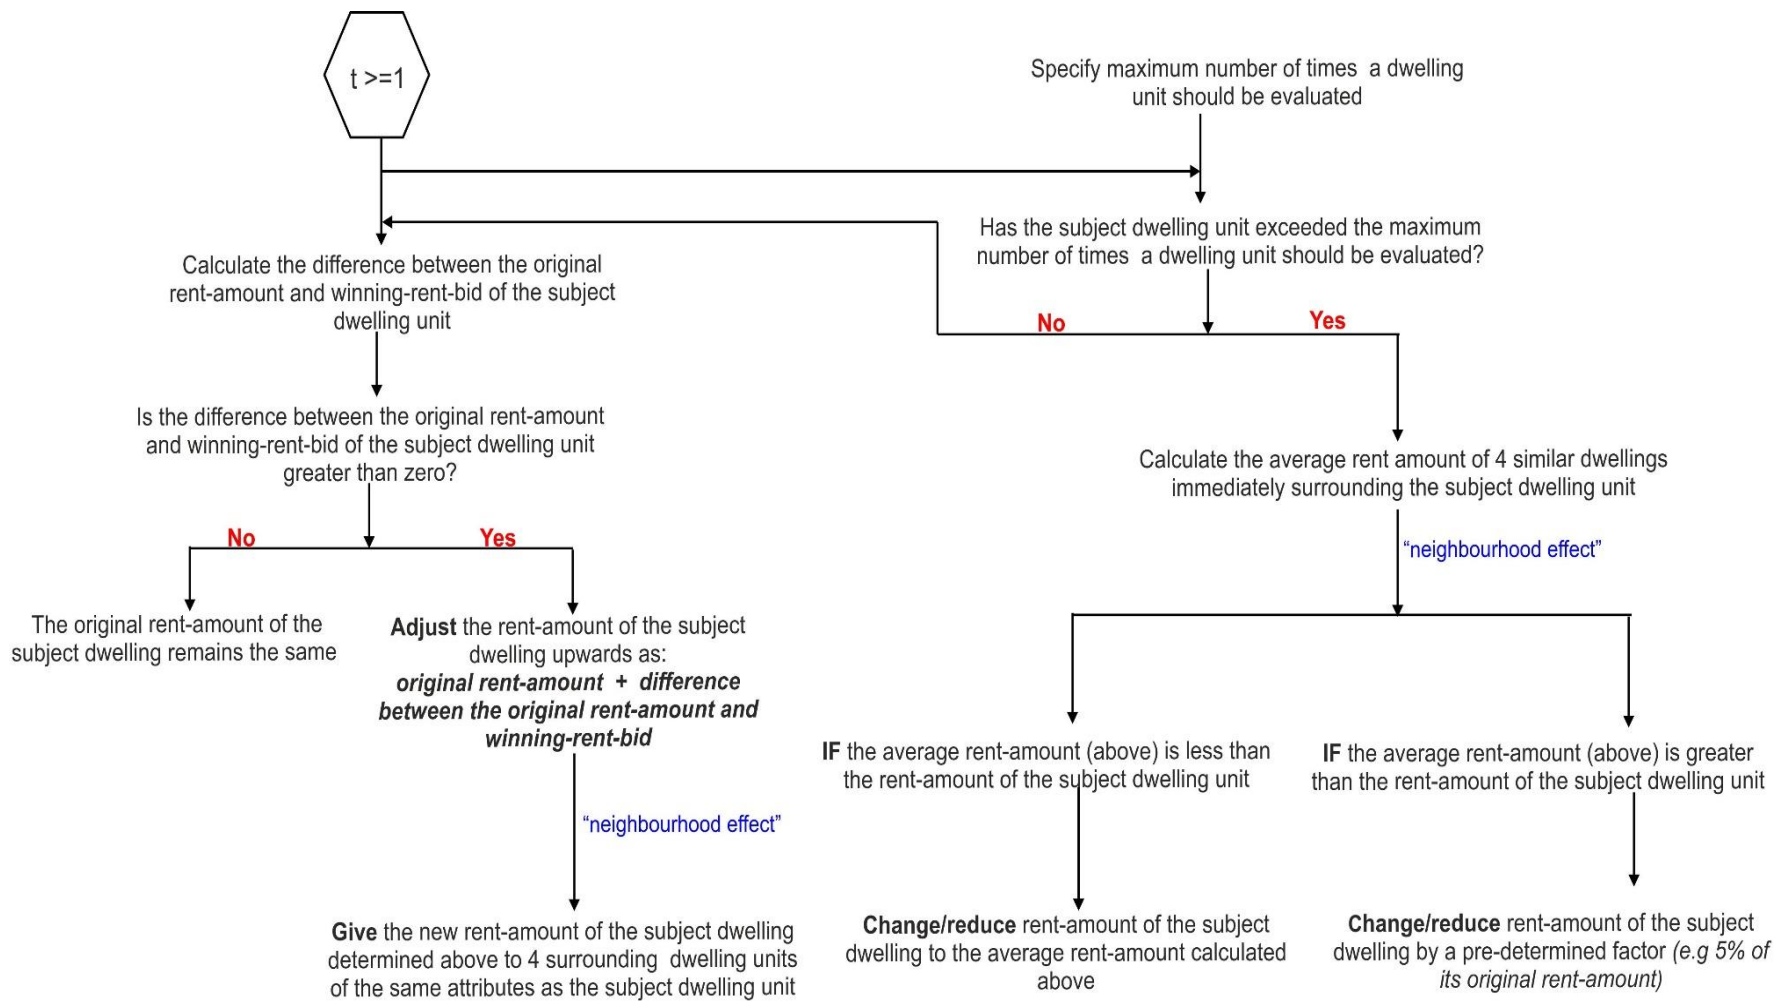 t >=1
Specify maximum number of times a dwelling
unit should be evaluated
Has the subject dwelling unit exceeded the maximum
number of times a dwelling unit should be evaluated?
No
Yes
Calculate the difference between the original
rent-amount and winning-rent-bid of the subject
dwelling unit
Is the difference between the original rent-amount
and winning-rent-bid of the subject dwelling unit
greater than zero?
No
Yes
The original rent-amount of the
subject dwelling remains the same
Adjust the rent-amount of the subject
dwelling upwards as:
original rent-amount + difference
between the original rent-amount and
winning-rent-bid
“neighbourhood effect”
Give the new rent-amount of the subject dwelling
determined above to 4 surrounding dwelling units
of the same attributes as the subject dwelling unit
Calculate the average rent amount of 4 similar dwellings
immediately surrounding the subject dwelling unit
“neighbourhood effect”
IF the average rent-amount (above) is less than
the rent-amount of the subject dwelling unit
Change/reduce rent-amount of the subject
dwelling to the average rent-amount calculated
above
IF the average rent-amount (above) is greater
than the rent-amount of the subject dwelling unit
Change/reduce rent-amount of the subject
dwelling by a pre-determined factor (e.g 5% of
its original rent-amount)